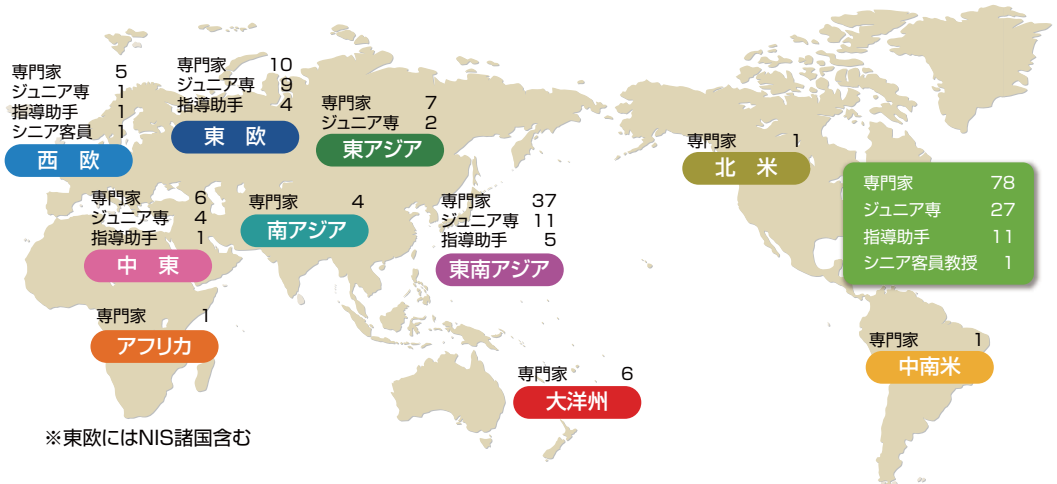 専門家 5
ジュニア専 1
指導助手 1
シニア客員 1
西 欧
専門家 10
ジュニア専 9
指導助手 4
東 欧
専門家 7
ジュニア専 2
東アジア
専門家 1
北 米
専門家 78
ジュニア専 27
指導助手 11
シニア客員教授 1
専門家 6
ジュニア専 4
指導助手 1
中 東
専門家 4
南アジア
専門家 37
ジュニア専 11
指導助手 5
東南アジア
専門家 1
アフリカ
専門家 6
大洋州
専門家 1
中南米
※東欧にはNIS諸国含む